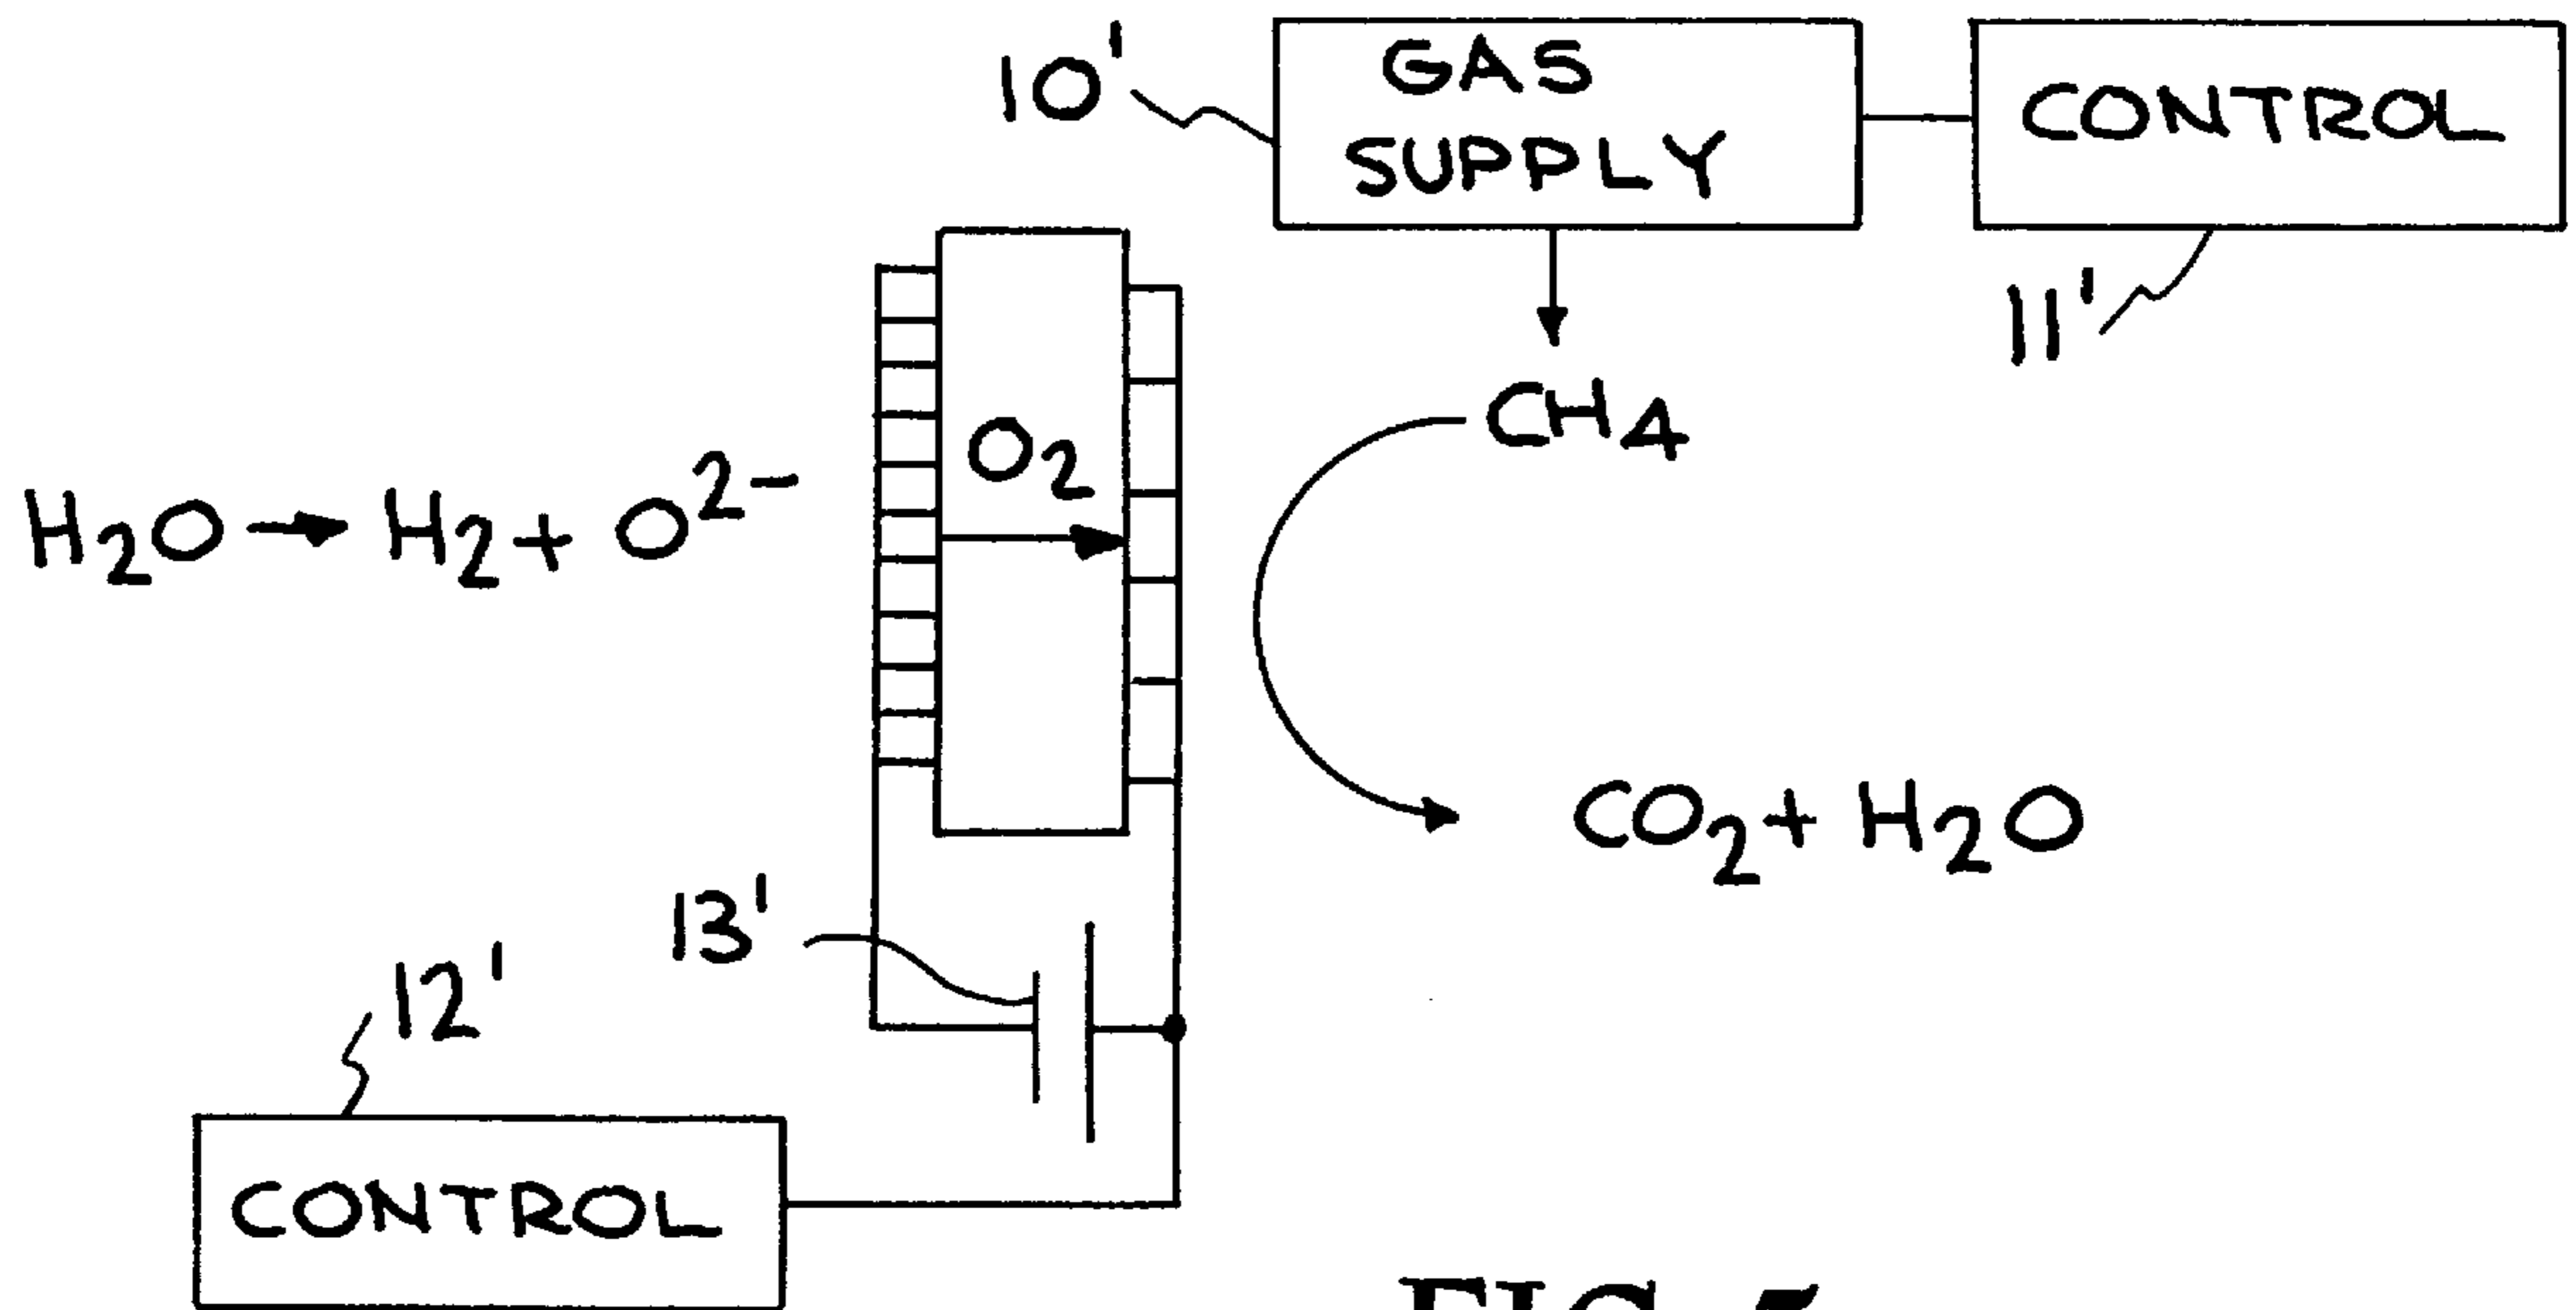 10'
GAS
SUPPLY
CONTROL
11'
CH4
O2
H2O → H2 + O2-
CO2 + H2O
13'
12'
CONTROL